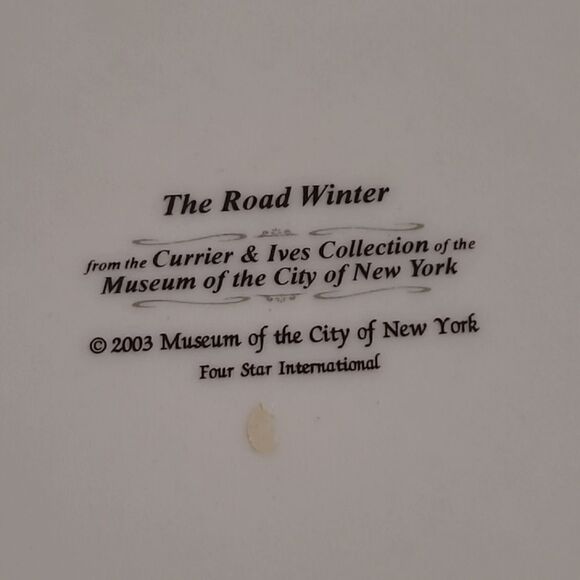 The Road Winter
from the Currier & Ives Collection of the
Museum of the City of New York
© 2003 Museum of the City of New York
Four Star International